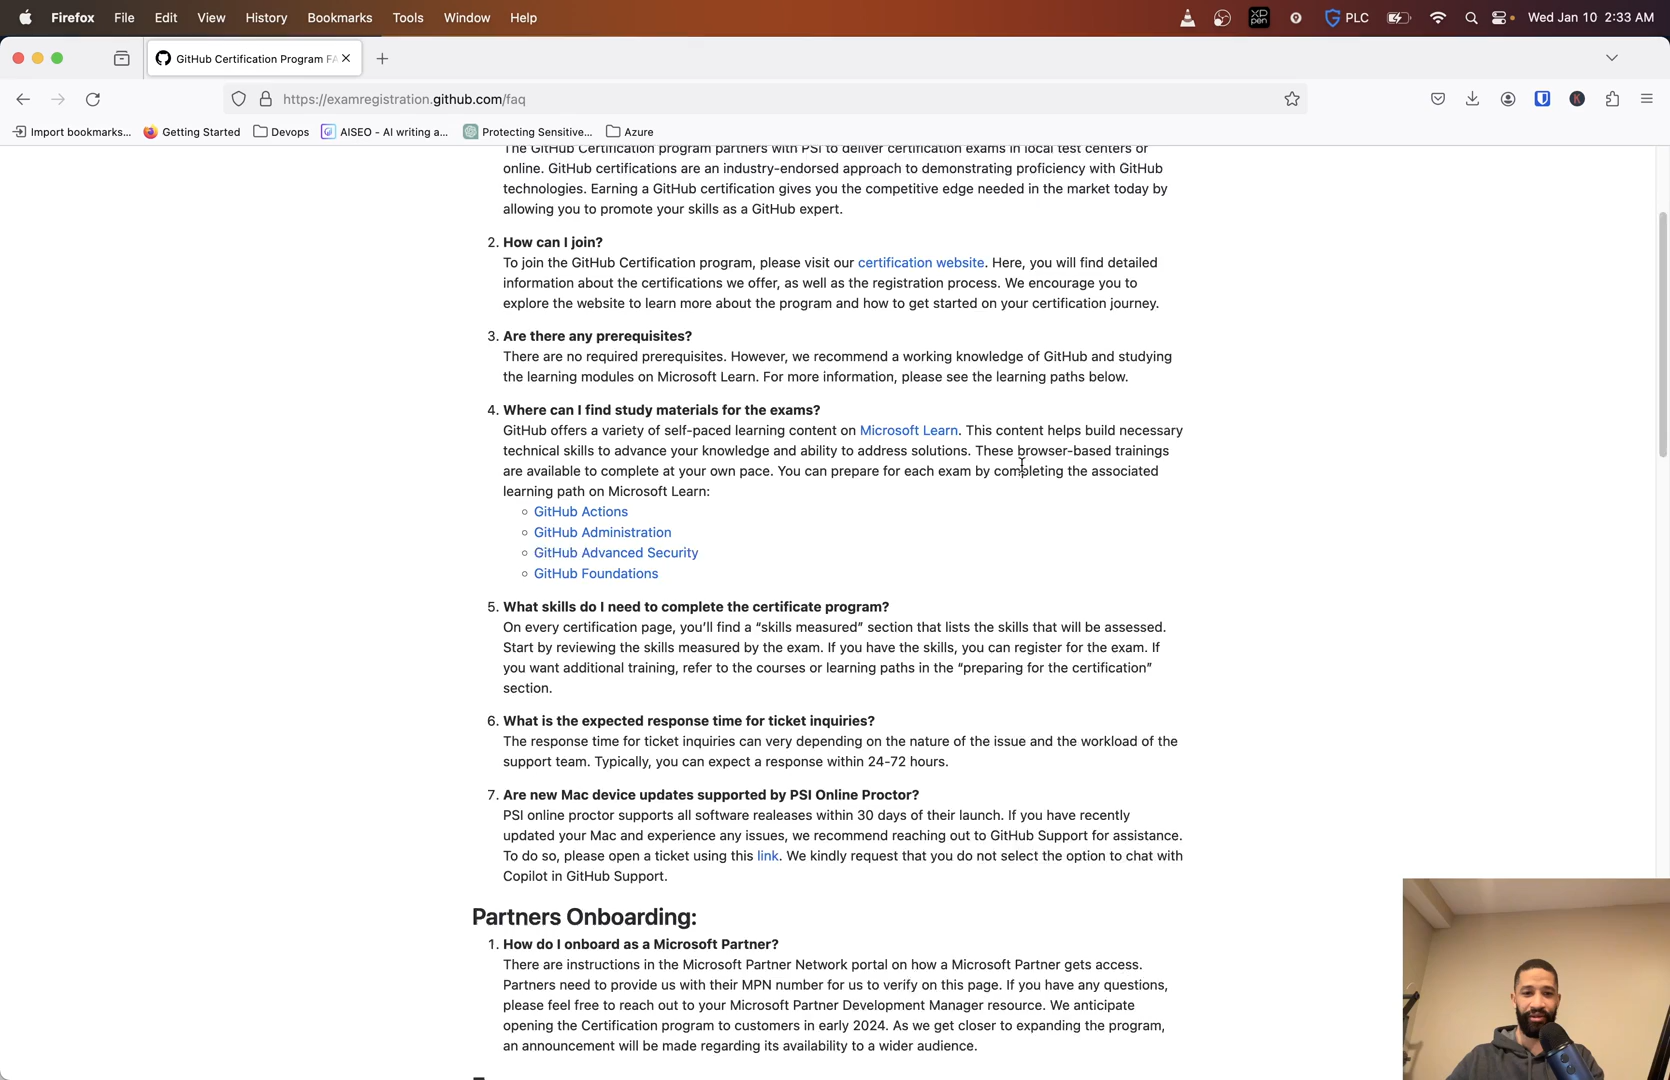 Firefox File Edit View History Bookmarks Tools Window Help PLC Wed Jan 10 2:33 AM
GitHub Certification Program FA
https://examregistration.github.com/faq
Import bookmarks... Getting Started Devops AISEO - AI writing a... Protecting Sensitive... Azure
The GitHub Certification program partners with PSI to deliver certification exams in local test centers or
online. GitHub certifications are an industry-endorsed approach to demonstrating proficiency with GitHub
technologies. Earning a GitHub certification gives you the competitive edge needed in the market today by
allowing you to promote your skills as a GitHub expert.
2. How can I join?
To join the GitHub Certification program, please visit our certification website. Here, you will find detailed
information about the certifications we offer, as well as the registration process. We encourage you to
explore the website to learn more about the program and how to get started on your certification journey.
3. Are there any prerequisites?
There are no required prerequisites. However, we recommend a working knowledge of GitHub and studying
the learning modules on Microsoft Learn. For more information, please see the learning paths below.
4. Where can I find study materials for the exams?
GitHub offers a variety of self-paced learning content on Microsoft Learn. This content helps build necessary
technical skills to advance your knowledge and ability to address solutions. These browser-based trainings
are available to complete at your own pace. You can prepare for each exam by completing the associated
learning path on Microsoft Learn:
GitHub Actions
GitHub Administration
GitHub Advanced Security
GitHub Foundations
5. What skills do I need to complete the certificate program?
On every certification page, you’ll find a “skills measured” section that lists the skills that will be assessed.
Start by reviewing the skills measured by the exam. If you have the skills, you can register for the exam. If
you want additional training, refer to the courses or learning paths in the “preparing for the certification”
section.
6. What is the expected response time for ticket inquiries?
The response time for ticket inquiries can very depending on the nature of the issue and the workload of the
support team. Typically, you can expect a response within 24-72 hours.
7. Are new Mac device updates supported by PSI Online Proctor?
PSI online proctor supports all software realeases within 30 days of their launch. If you have recently
updated your Mac and experience any issues, we recommend reaching out to GitHub Support for assistance.
To do so, please open a ticket using this link. We kindly request that you do not select the option to chat with
Copilot in GitHub Support.
Partners Onboarding:
1. How do I onboard as a Microsoft Partner?
There are instructions in the Microsoft Partner Network portal on how a Microsoft Partner gets access.
Partners need to provide us with their MPN number for us to verify on this page. If you have any questions,
please feel free to reach out to your Microsoft Partner Development Manager resource. We anticipate
opening the Certification program to customers in early 2024. As we get closer to expanding the program,
an announcement will be made regarding its availability to a wider audience.